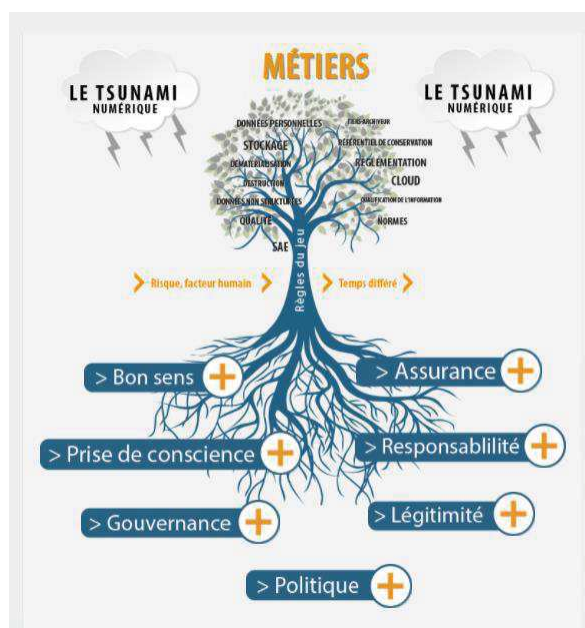 MÉTIERS
LE TSUNAMI
NUMÉRIQUE
LE TSUNAMI
NUMÉRIQUE
DONNÉES PERSONNELLES
TIERS-ARCHIVEUR
STOCKAGE
RÉFÉRENTIEL DE CONSERVATION
DÉMATÉRIALISATION
RÉGLEMENTATION
DESTRUCTION
CLOUD
DONNÉES NON STRUCTURÉES
QUALIFICATION DE L'INFORMATION
QUALITÉ
NORMES
SAE
Règles du jeu
Risque, facteur humain
Temps différé
> Bon sens
> Assurance
> Prise de conscience
> Responsablilité
> Gouvernance
> Légitimité
> Politique